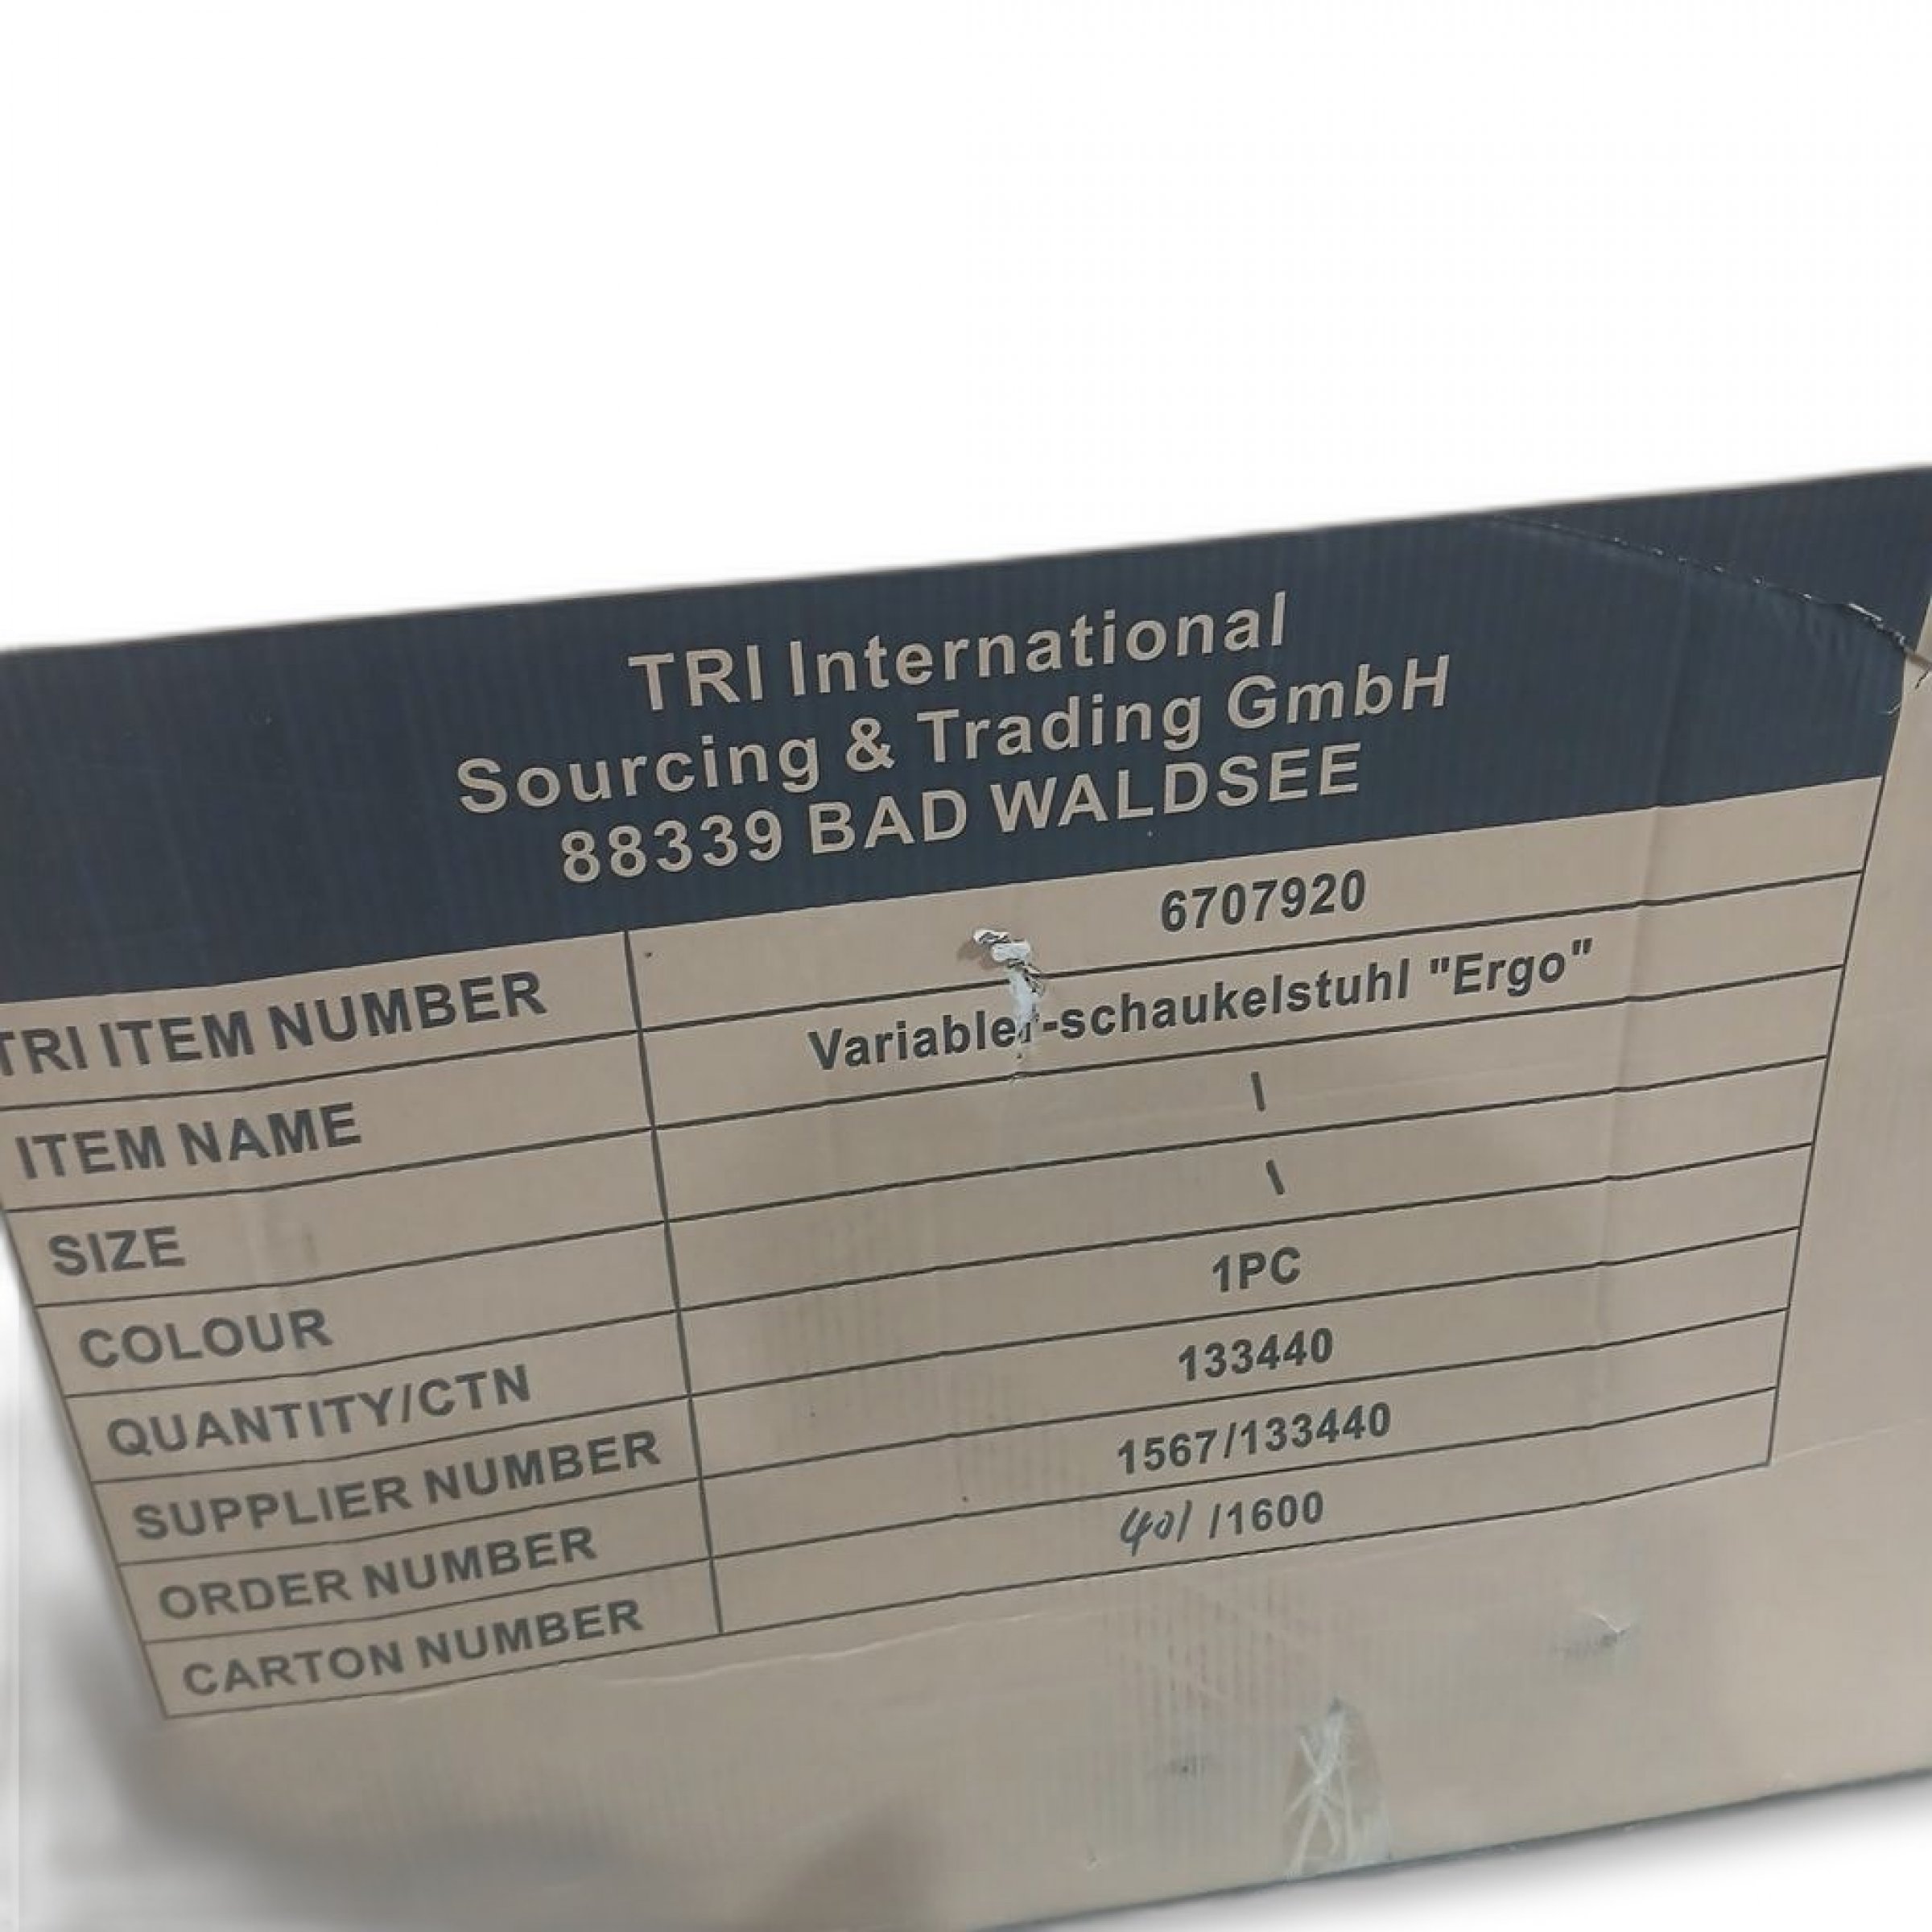 TRI International
Sourcing & Trading GmbH
88339 BAD WALDSEE
TRI ITEM NUMBER 6707920
ITEM NAME Variabler-schaukelstuhl "Ergo"
SIZE \
COLOUR \
QUANTITY/CTN 1PC
SUPPLIER NUMBER 133440
ORDER NUMBER 1567/133440
CARTON NUMBER 401/1600